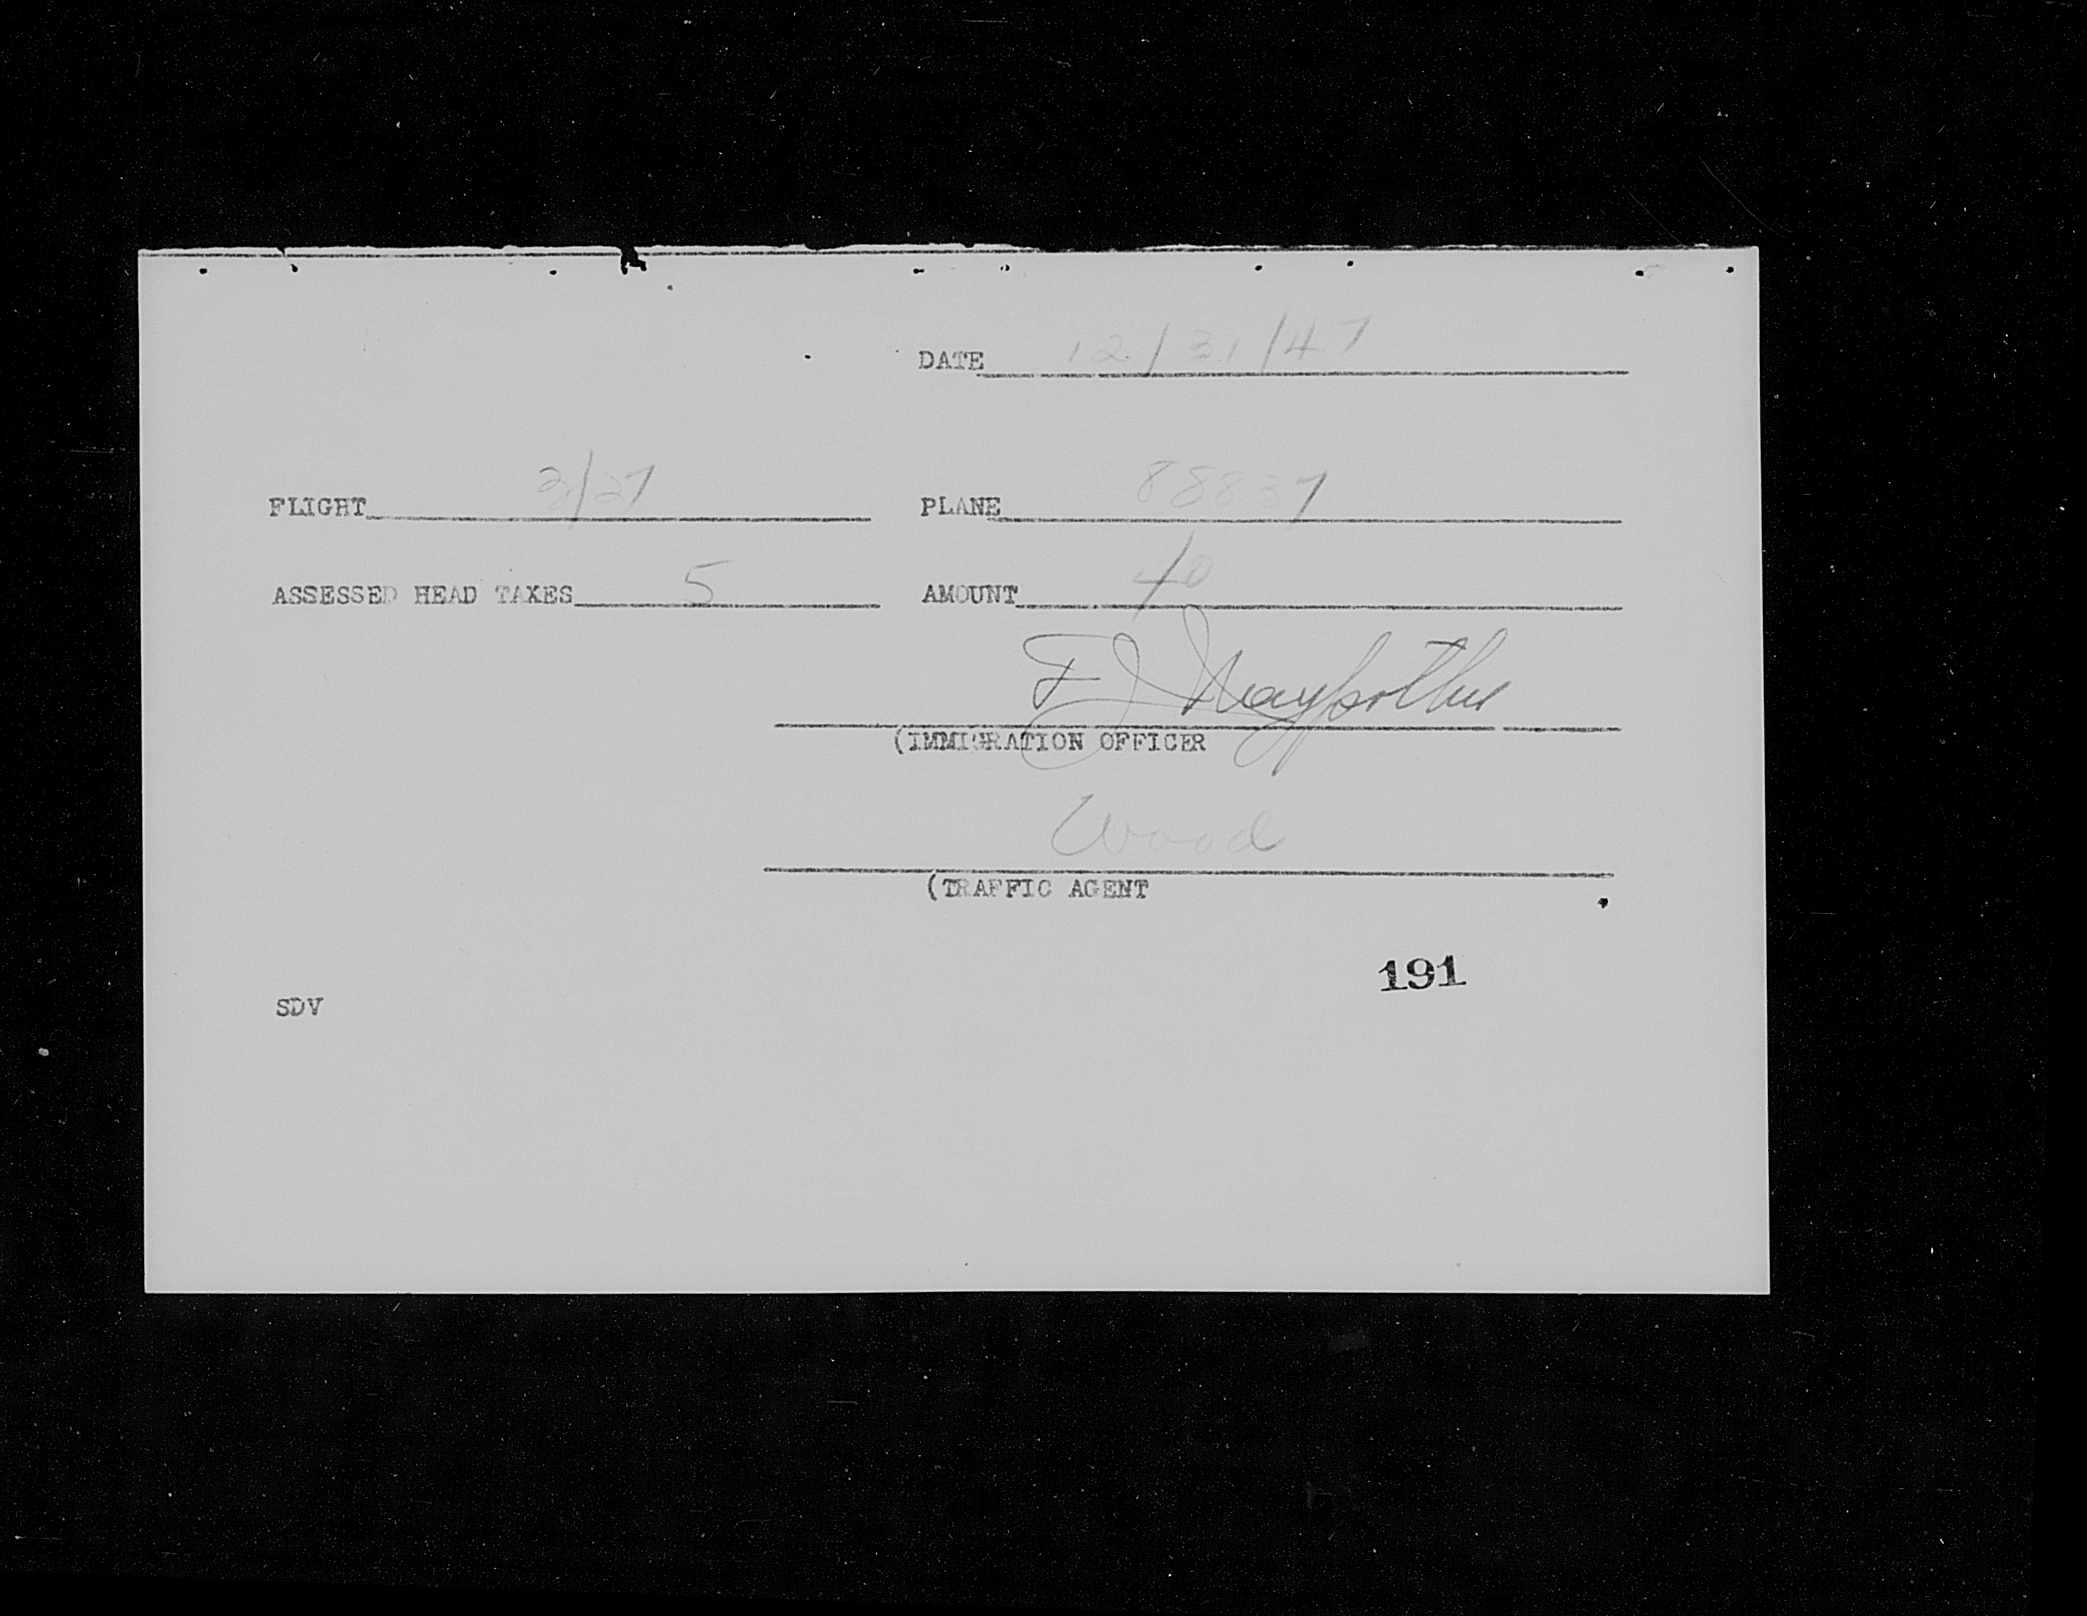 DATE 12/31/47
FLIGHT 2/27 PLANE 88837
ASSESSED HEAD TAXES 5 AMOUNT 40
(IMMIGRATION OFFICER
Wood
(TRAFFIC AGENT
191
SDV